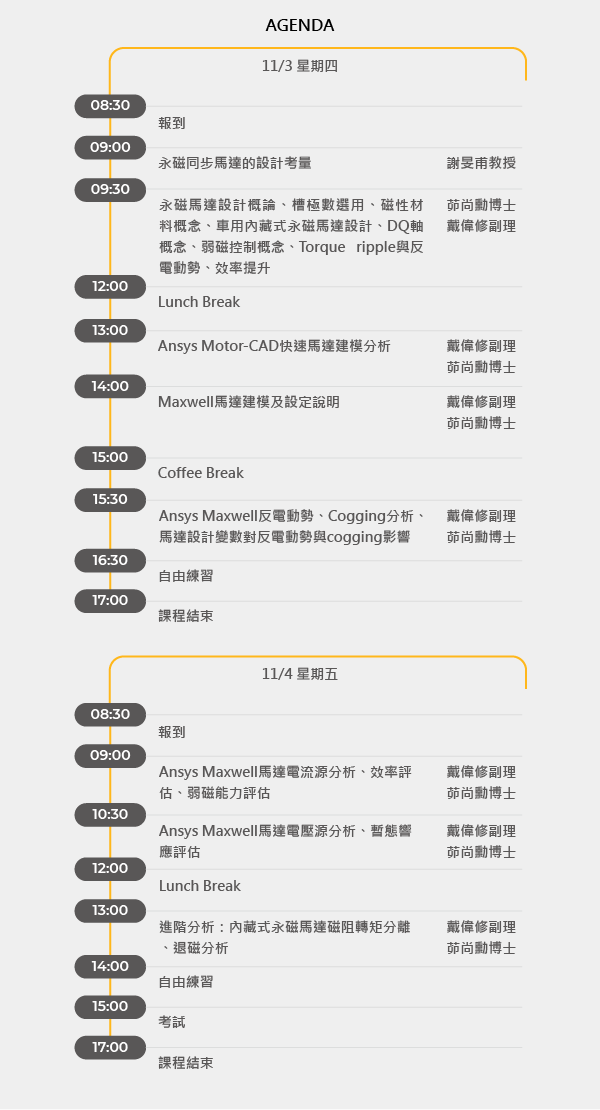 AGENDA
11/3 星期四
08:30
報到
09:00
永磁同步馬達的設計考量 謝旻甫教授
09:30
永磁馬達設計概論、槽極數選用、磁性材 茆尚勳博士
料概念、車用內藏式永磁馬達設計、DQ軸 戴偉修副理
概念、弱磁控制概念、Torque ripple與反
電動勢、效率提升
12:00
Lunch Break
13:00
Ansys Motor-CAD快速馬達建模分析 戴偉修副理
茆尚勳博士
14:00
Maxwell馬達建模及設定說明 戴偉修副理
茆尚勳博士
15:00
Coffee Break
15:30
Ansys Maxwell反電動勢、Cogging分析、 戴偉修副理
馬達設計變數對反電動勢與cogging影響 茆尚勳博士
16:30
自由練習
17:00
課程結束
11/4 星期五
08:30
報到
09:00
Ansys Maxwell馬達電流源分析、效率評 戴偉修副理
估、弱磁能力評估 茆尚勳博士
10:30
Ansys Maxwell馬達電壓源分析、暫態響 戴偉修副理
應評估 茆尚勳博士
12:00
Lunch Break
13:00
進階分析：內藏式永磁馬達磁阻轉矩分離 戴偉修副理
、退磁分析 茆尚勳博士
14:00
自由練習
15:00
考試
17:00
課程結束